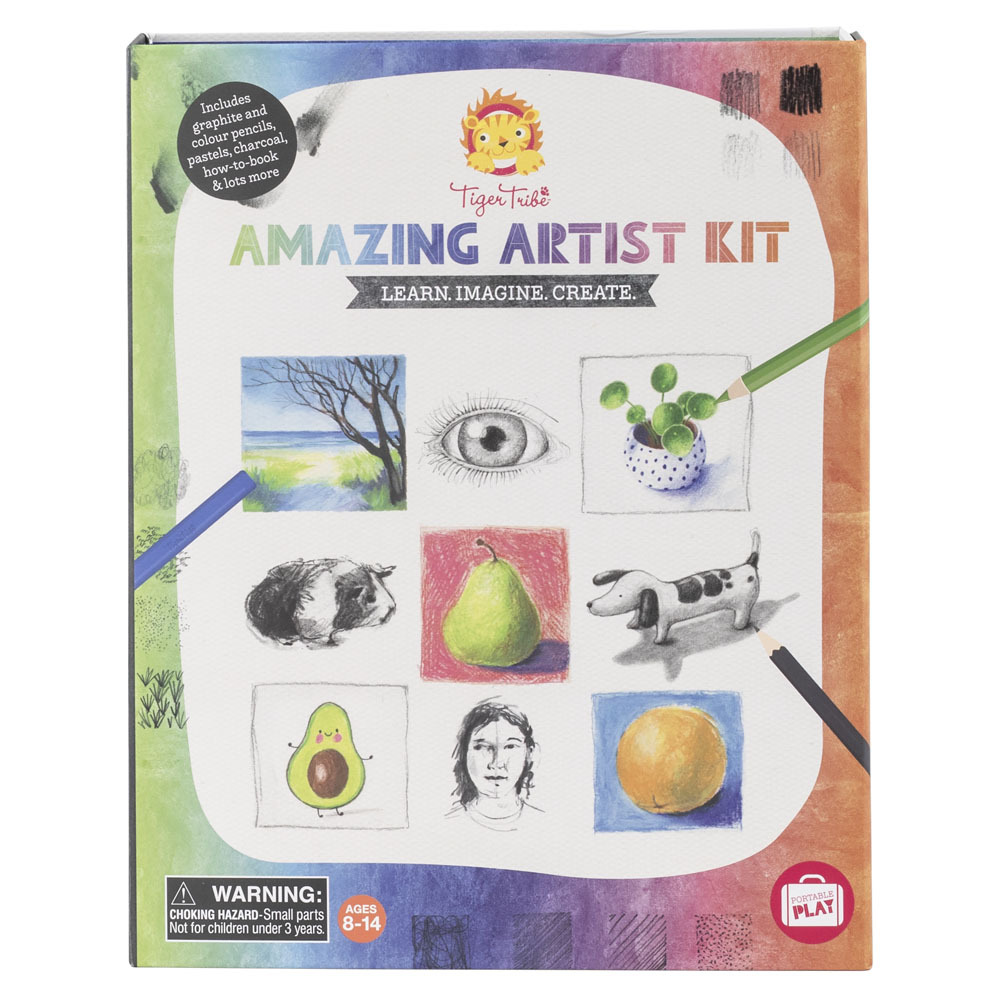 Includes
graphite and
colour pencils,
pastels, charcoal,
how-to-book
& lots more
Tiger Tribe
AMAZING ARTIST KIT
LEARN. IMAGINE. CREATE.
WARNING:
CHOKING HAZARD-Small parts
Not for children under 3 years.
AGES
8-14
PORTABLE
PLAY